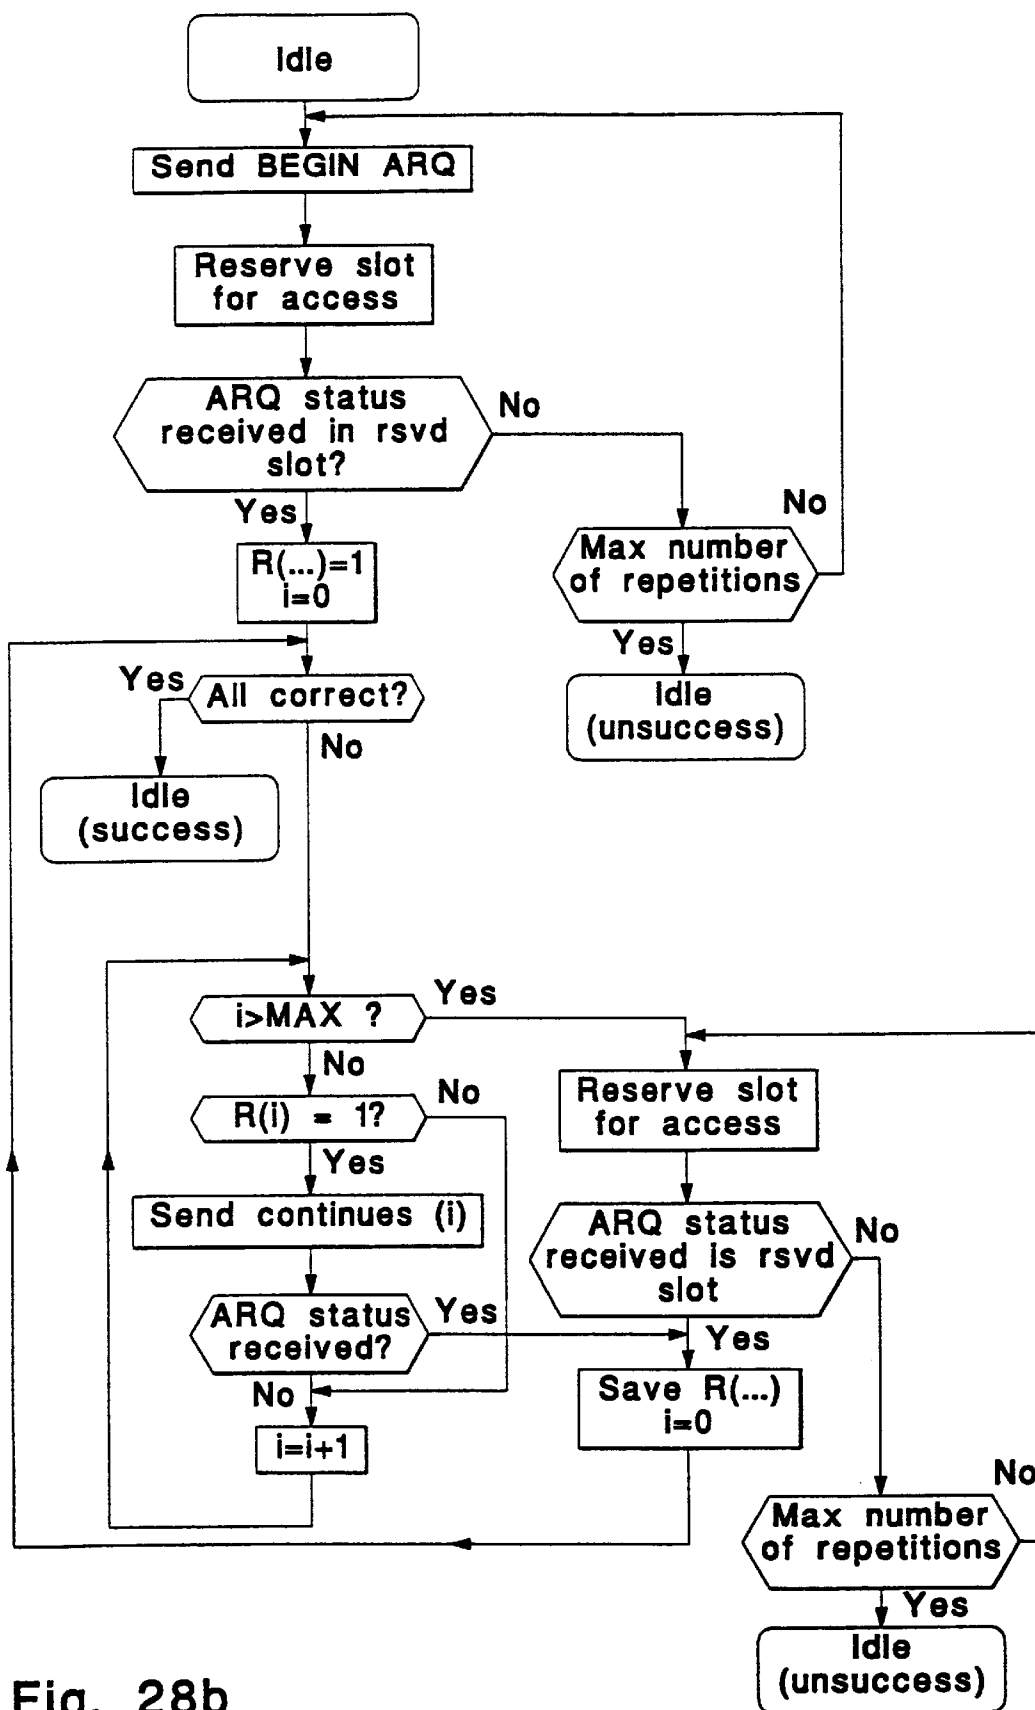 Idle
Send BEGIN ARQ
Reserve slot
for access
ARQ status
received in rsvd
slot?
No
Yes
R(...)=1
i=0
No
Max number
of repetitions
Yes
Idle
(unsuccess)
Yes
All correct?
No
Idle
(success)
i>MAX ?
Yes
No
R(i) = 1?
No
Yes
Send continues (i)
ARQ status
received?
Yes
No
i=i+1
Reserve slot
for access
ARQ status
received is rsvd
slot
No
Yes
Save R(...)
i=0
No
Max number
of repetitions
Yes
Idle
(unsuccess)
Fig. 28b